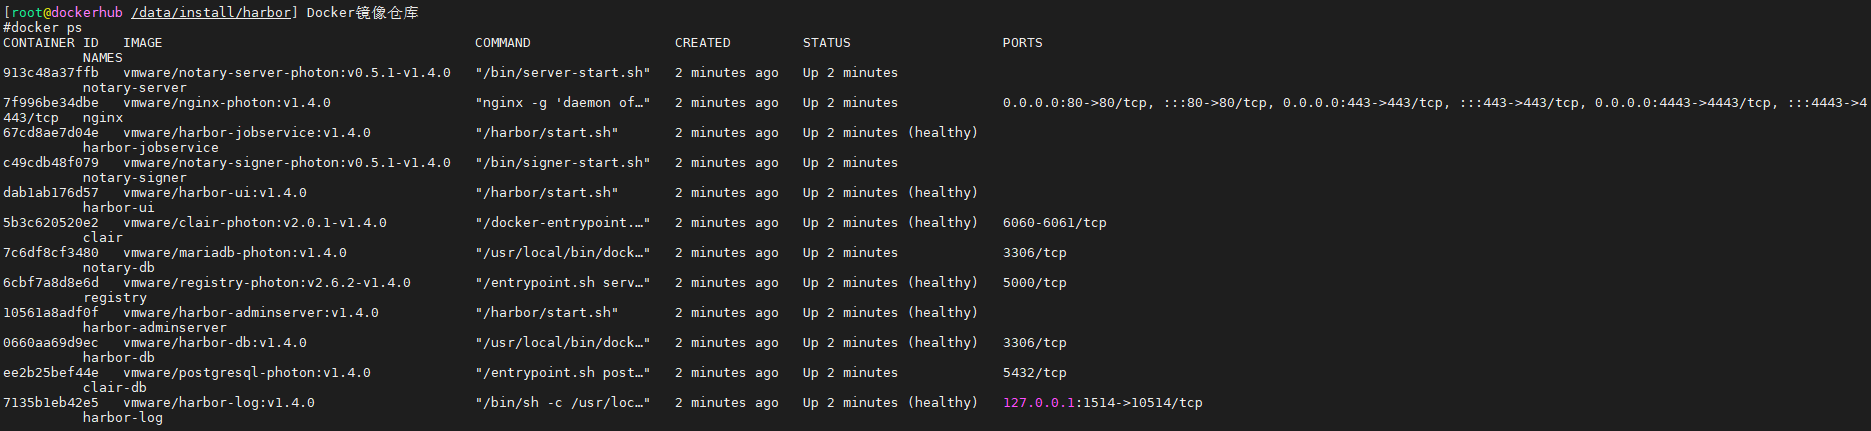 [root@dockerhub /data/install/harbor] Docker镜像仓库
#docker ps
CONTAINER ID   IMAGE                                       COMMAND                  CREATED         STATUS                   PORTS
          NAMES
913c48a37ffb   vmware/notary-server-photon:v0.5.1-v1.4.0   "/bin/server-start.sh"   2 minutes ago   Up 2 minutes
          notary-server
7f996be34dbe   vmware/nginx-photon:v1.4.0                  "nginx -g 'daemon of…"   2 minutes ago   Up 2 minutes             0.0.0.0:80->80/tcp, :::80->80/tcp, 0.0.0.0:443->443/tcp, :::443->443/tcp, 0.0.0.0:4443->4443/tcp, :::4443->4
443/tcp   nginx
67cd8ae7d04e   vmware/harbor-jobservice:v1.4.0             "/harbor/start.sh"       2 minutes ago   Up 2 minutes (healthy)
          harbor-jobservice
c49cdb48f079   vmware/notary-signer-photon:v0.5.1-v1.4.0   "/bin/signer-start.sh"   2 minutes ago   Up 2 minutes
          notary-signer
dab1ab176d57   vmware/harbor-ui:v1.4.0                     "/harbor/start.sh"       2 minutes ago   Up 2 minutes (healthy)
          harbor-ui
5b3c620520e2   vmware/clair-photon:v2.0.1-v1.4.0           "/docker-entrypoint.…"   2 minutes ago   Up 2 minutes (healthy)   6060-6061/tcp
          clair
7c6df8cf3480   vmware/mariadb-photon:v1.4.0                "/usr/local/bin/dock…"   2 minutes ago   Up 2 minutes             3306/tcp
          notary-db
6cbf7a8d8e6d   vmware/registry-photon:v2.6.2-v1.4.0        "/entrypoint.sh serv…"   2 minutes ago   Up 2 minutes (healthy)   5000/tcp
          registry
10561a8adf0f   vmware/harbor-adminserver:v1.4.0            "/harbor/start.sh"       2 minutes ago   Up 2 minutes (healthy)
          harbor-adminserver
0660aa69d9ec   vmware/harbor-db:v1.4.0                     "/usr/local/bin/dock…"   2 minutes ago   Up 2 minutes (healthy)   3306/tcp
          harbor-db
ee2b25bef44e   vmware/postgresql-photon:v1.4.0             "/entrypoint.sh post…"   2 minutes ago   Up 2 minutes             5432/tcp
          clair-db
7135b1eb42e5   vmware/harbor-log:v1.4.0                    "/bin/sh -c /usr/loc…"   2 minutes ago   Up 2 minutes (healthy)   127.0.0.1:1514->10514/tcp
          harbor-log